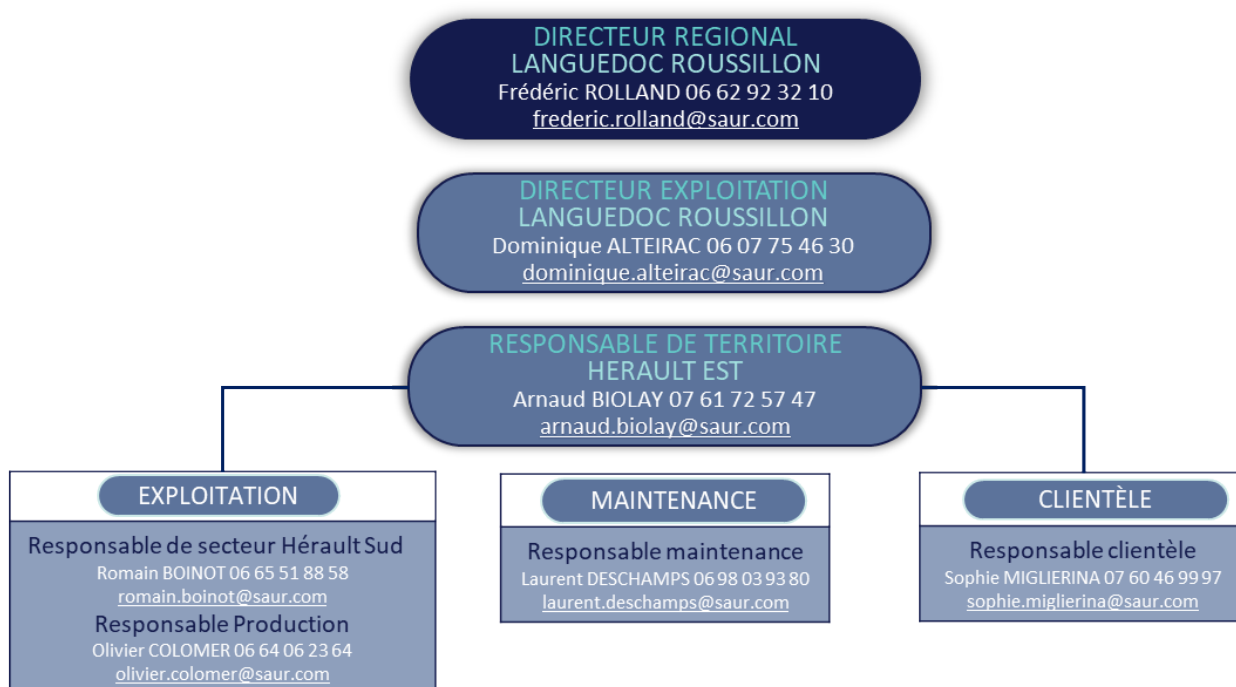 DIRECTEUR REGIONAL
LANGUEDOC ROUSSILLON
Frédéric ROLLAND 06 62 92 32 10
frederic.rolland@saur.com
DIRECTEUR EXPLOITATION
LANGUEDOC ROUSSILLON
Dominique ALTEIRAC 06 07 75 46 30
dominique.alteirac@saur.com
RESPONSABLE DE TERRITOIRE
HERAULT EST
Arnaud BIOLAY 07 61 72 57 47
arnaud.biolay@saur.com
EXPLOITATION
Responsable de secteur Hérault Sud
Romain BOINOT 06 65 51 88 58
romain.boinot@saur.com
Responsable Production
Olivier COLOMER 06 64 06 23 64
olivier.colomer@saur.com
MAINTENANCE
Responsable maintenance
Laurent DESCHAMPS 06 98 03 93 80
laurent.deschamps@saur.com
CLIENTÈLE
Responsable clientèle
Sophie MIGLIERINA 07 60 46 99 97
sophie.miglierina@saur.com